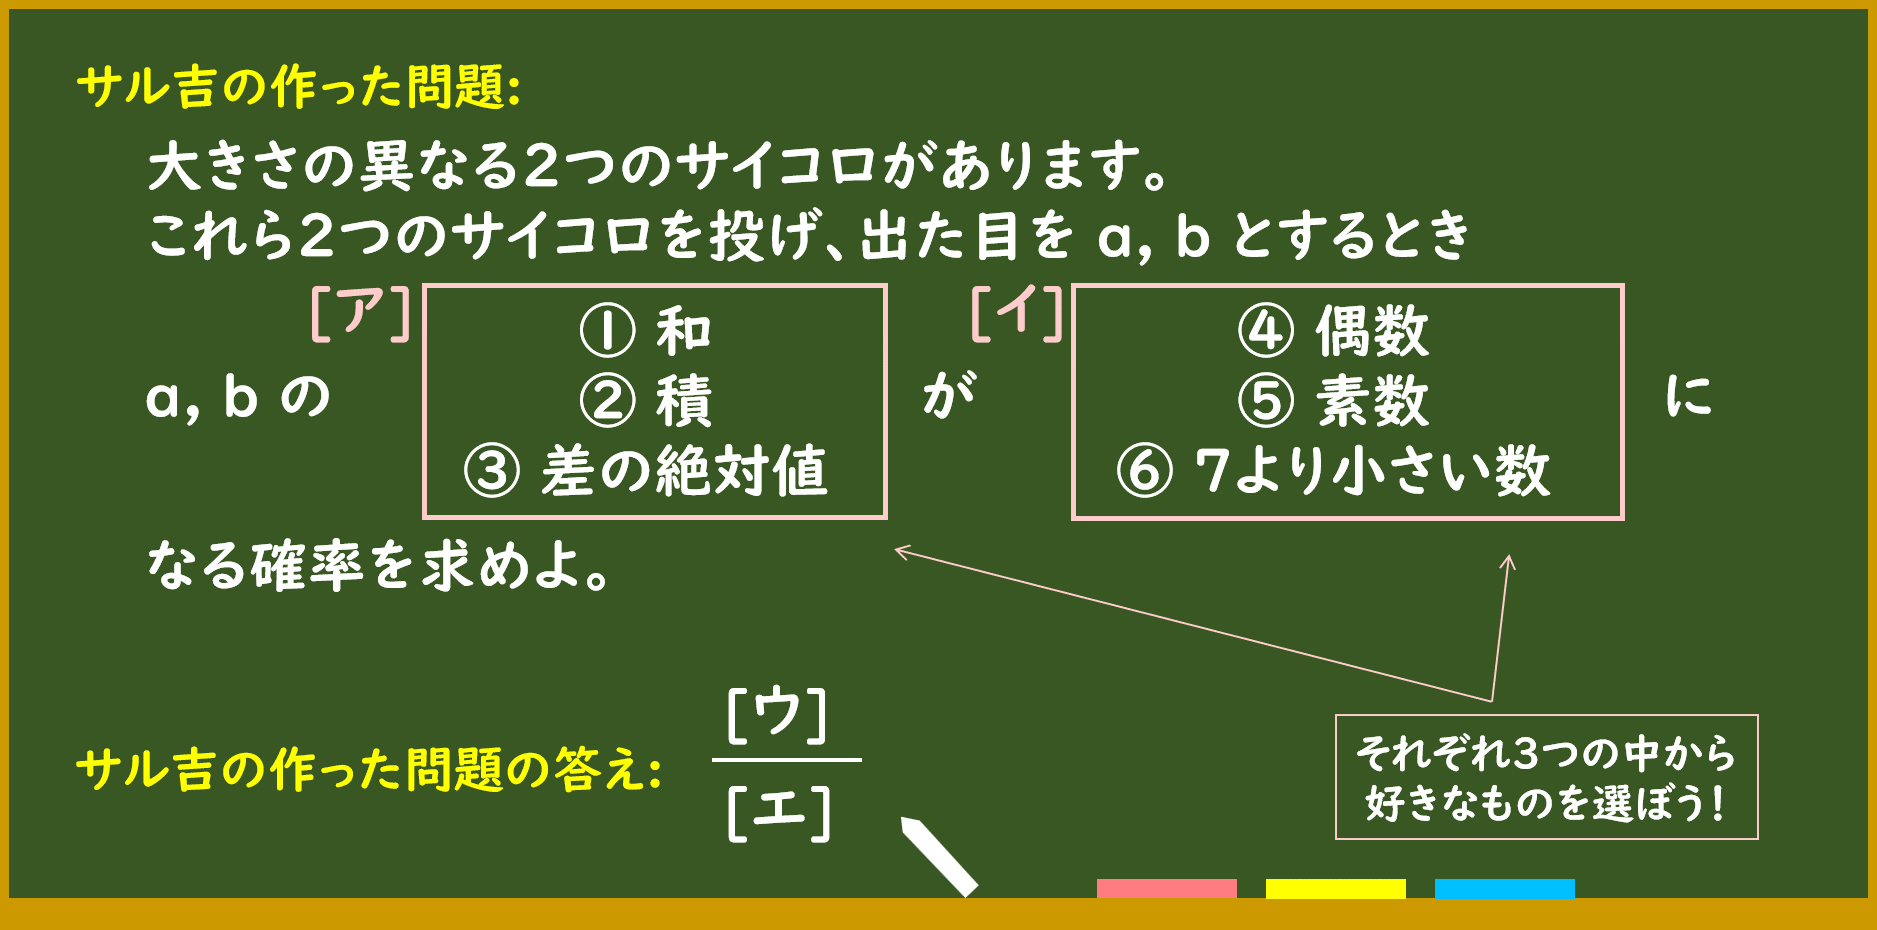 サル吉の作った問題:
大きさの異なる2つのサイコロがあります。
これら2つのサイコロを投げ、出た目を a, b とするとき
[ア]
① 和
② 積
③ 差の絶対値
[イ]
④ 偶数
⑤ 素数
⑥ 7より小さい数
a, b の
が
に
なる確率を求めよ。
サル吉の作った問題の答え:
[ウ]
[エ]
それぞれ3つの中から
好きなものを選ぼう!